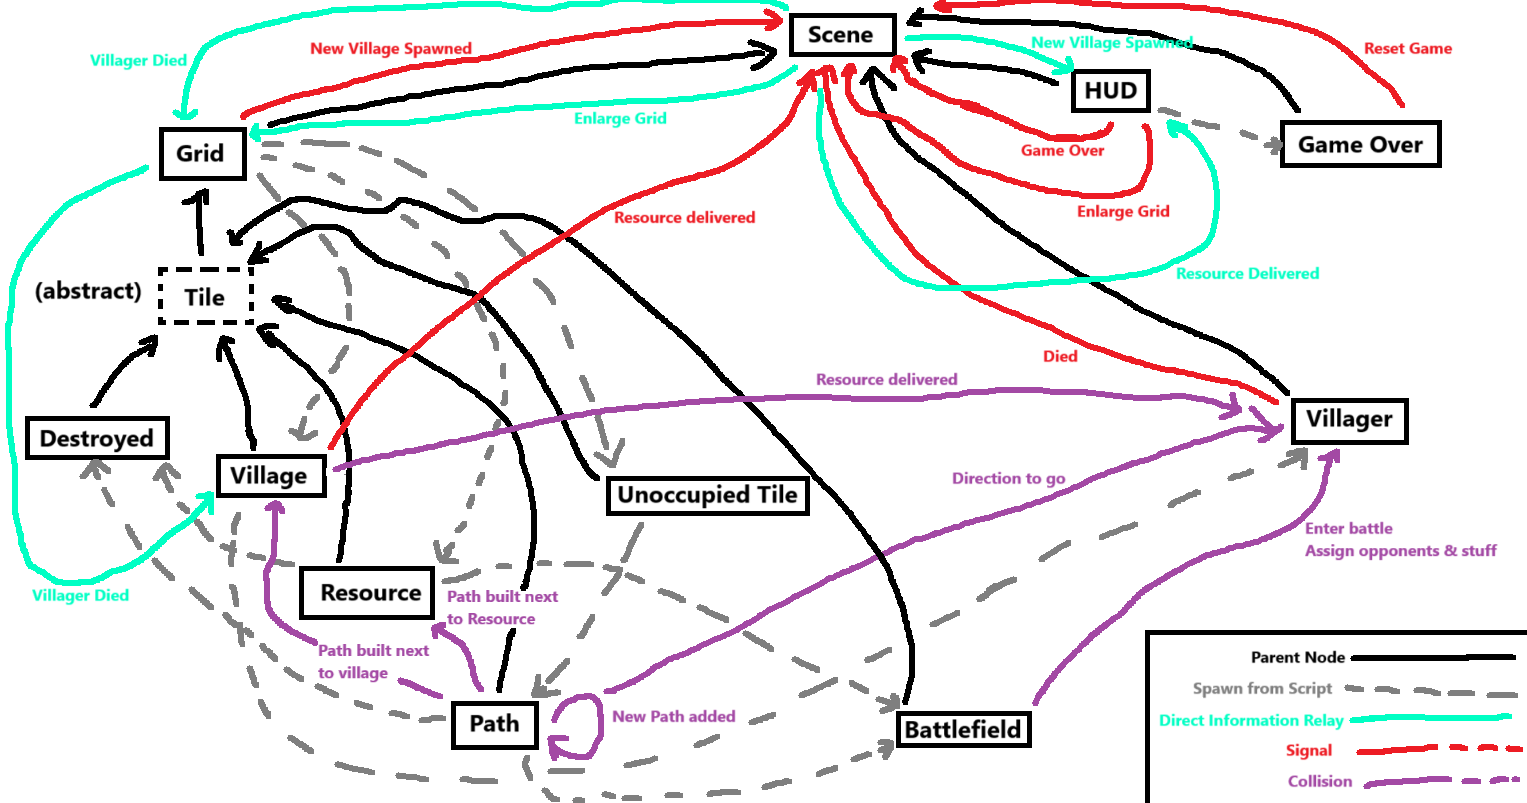 Scene
Villager Died
New Village Spawned
New Village Spawned
Reset Game
HUD
Enlarge Grid
Grid
Game Over
Game Over
Enlarge Grid
Resource delivered
Resource Delivered
(abstract)
Tile
Died
Resource delivered
Villager
Destroyed
Village
Unoccupied Tile
Direction to go
Enter battle
Assign opponents & stuff
Resource
Villager Died
Path built next
to Resource
Path built next
to village
Path
New Path added
Battlefield
Parent Node
Spawn from Script
Direct Information Relay
Signal
Collision